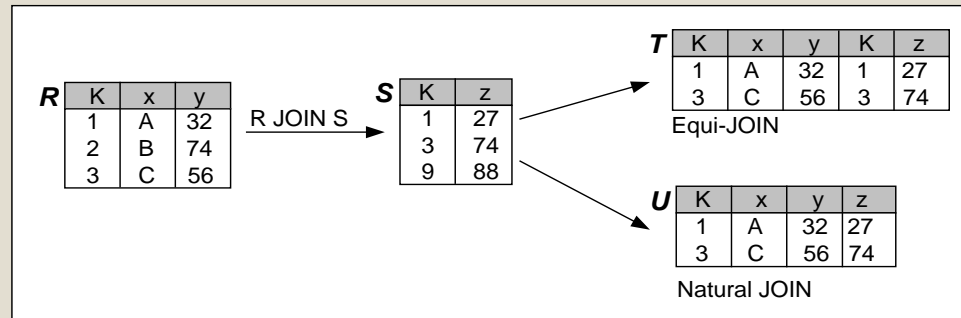 R
K x y
1 A 32
2 B 74
3 C 56
R JOIN S
S
K z
1 27
3 74
9 88
T
K x y K z
1 A 32 1 27
3 C 56 3 74
Equi-JOIN
U
K x y z
1 A 32 27
3 C 56 74
Natural JOIN